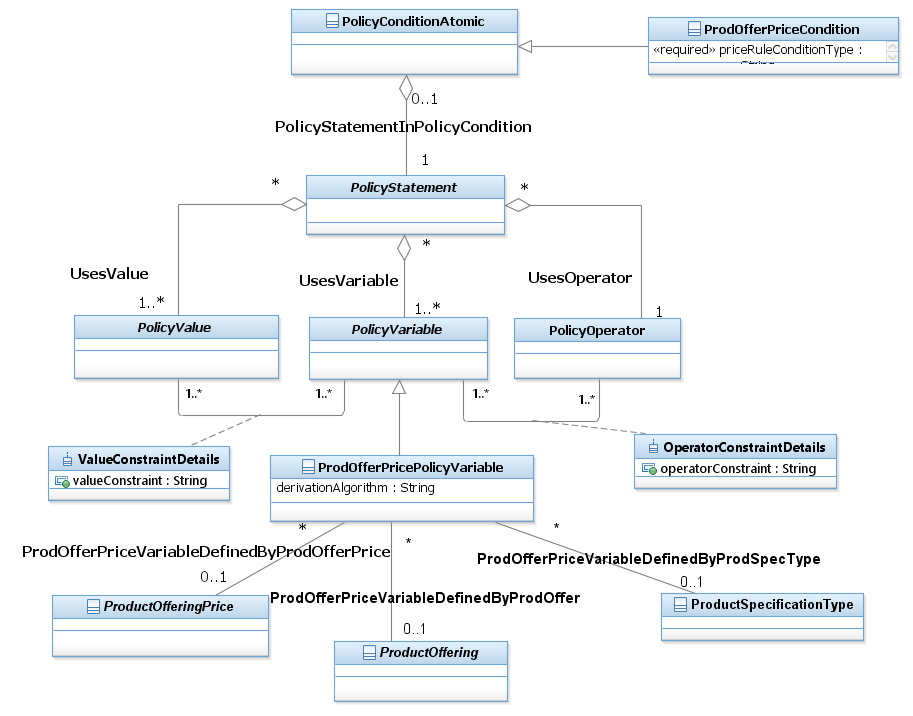 PolicyConditionAtomic
ProdOfferPriceCondition
«required» priceRuleConditionType :
0..1
PolicyStatementInPolicyCondition
1
*
PolicyStatement
*
*
UsesValue
UsesVariable
UsesOperator
1..*
1..*
1
PolicyValue
PolicyVariable
PolicyOperator
1..*
1..*
1..*
1..*
ValueConstraintDetails
valueConstraint : String
OperatorConstraintDetails
operatorConstraint : String
ProdOfferPricePolicyVariable
derivationAlgorithm : String
*
*
*
ProdOfferPriceVariableDefinedByProdOfferPrice
ProdOfferPriceVariableDefinedByProdSpecType
0..1
0..1
ProdOfferPriceVariableDefinedByProdOffer
ProductOfferingPrice
ProductSpecificationType
0..1
ProductOffering